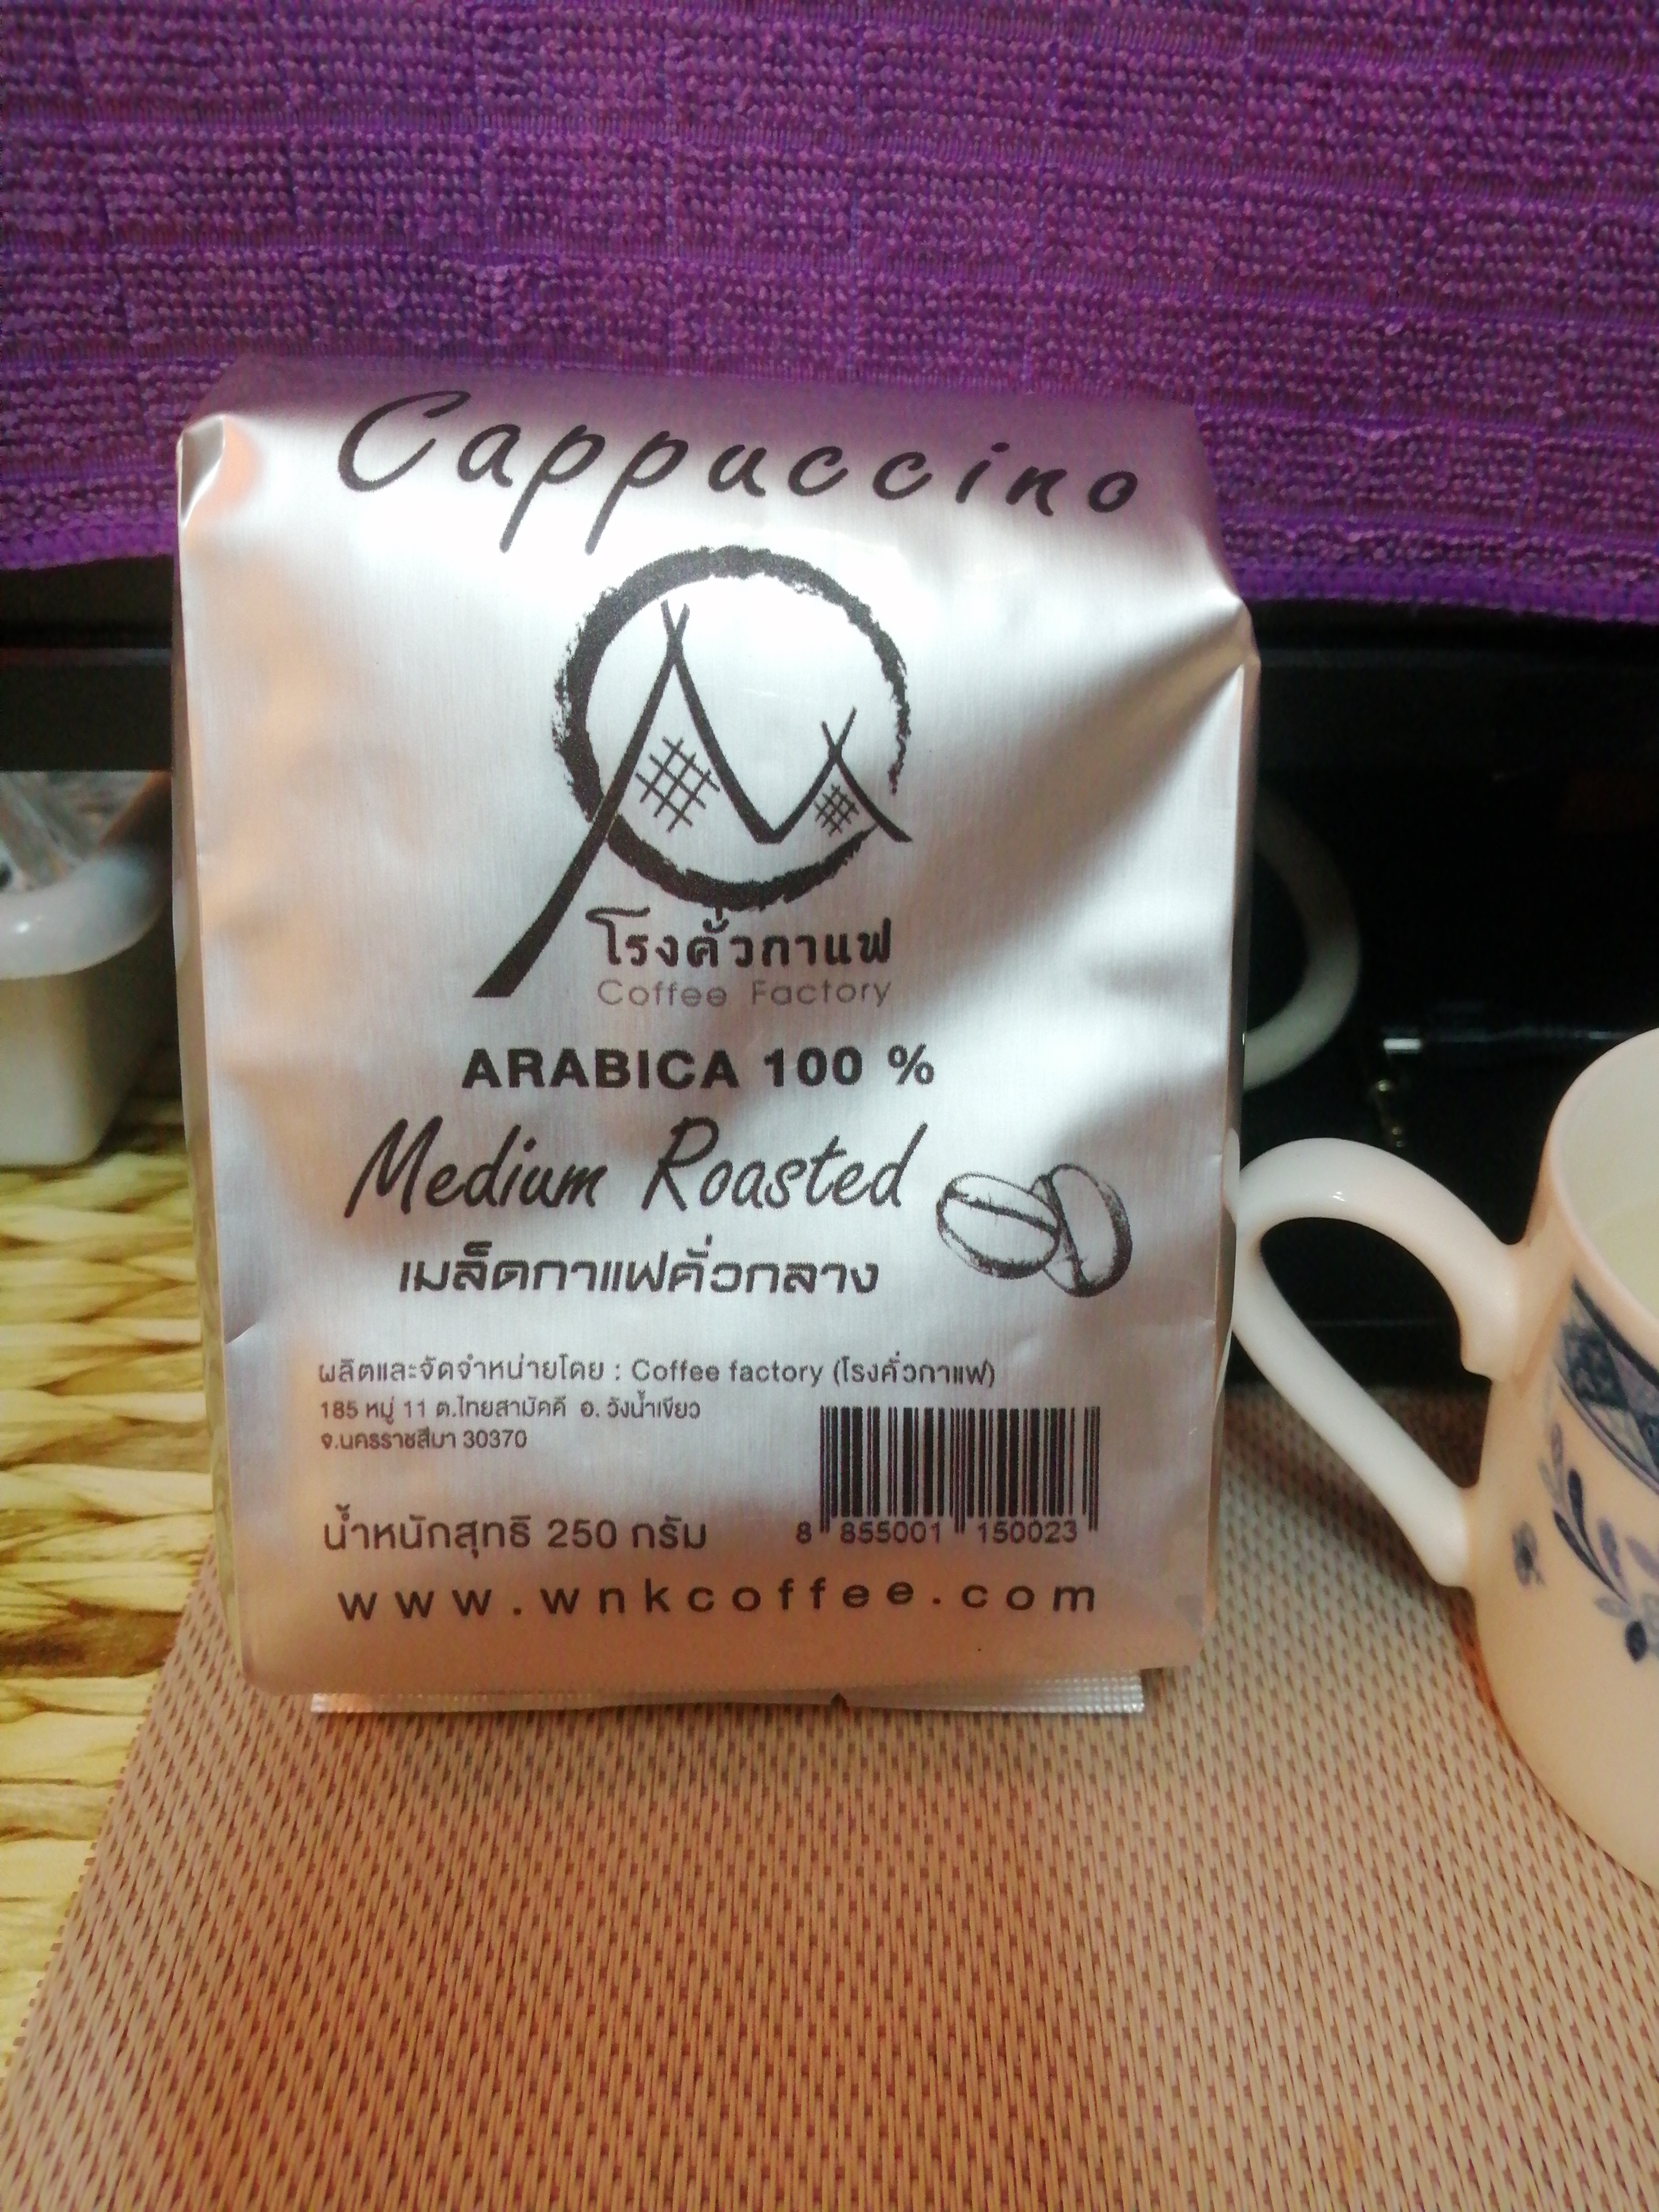 Cappuccino
โรงคั่วกาแฟ
Coffee Factory
ARABICA 100 %
Medium Roasted
เมล็ดกาแฟคั่วกลาง
ผลิตและจัดจำหน่ายโดย : Coffee factory (โรงคั่วกาแฟ)
185 หมู่ 11 ต.ไทยสามัคคี อ. วังน้ำเขียว
จ.นครราชสีมา 30370
น้ำหนักสุทธิ 250 กรัม
8 855001 150023
www.wnkcoffee.com